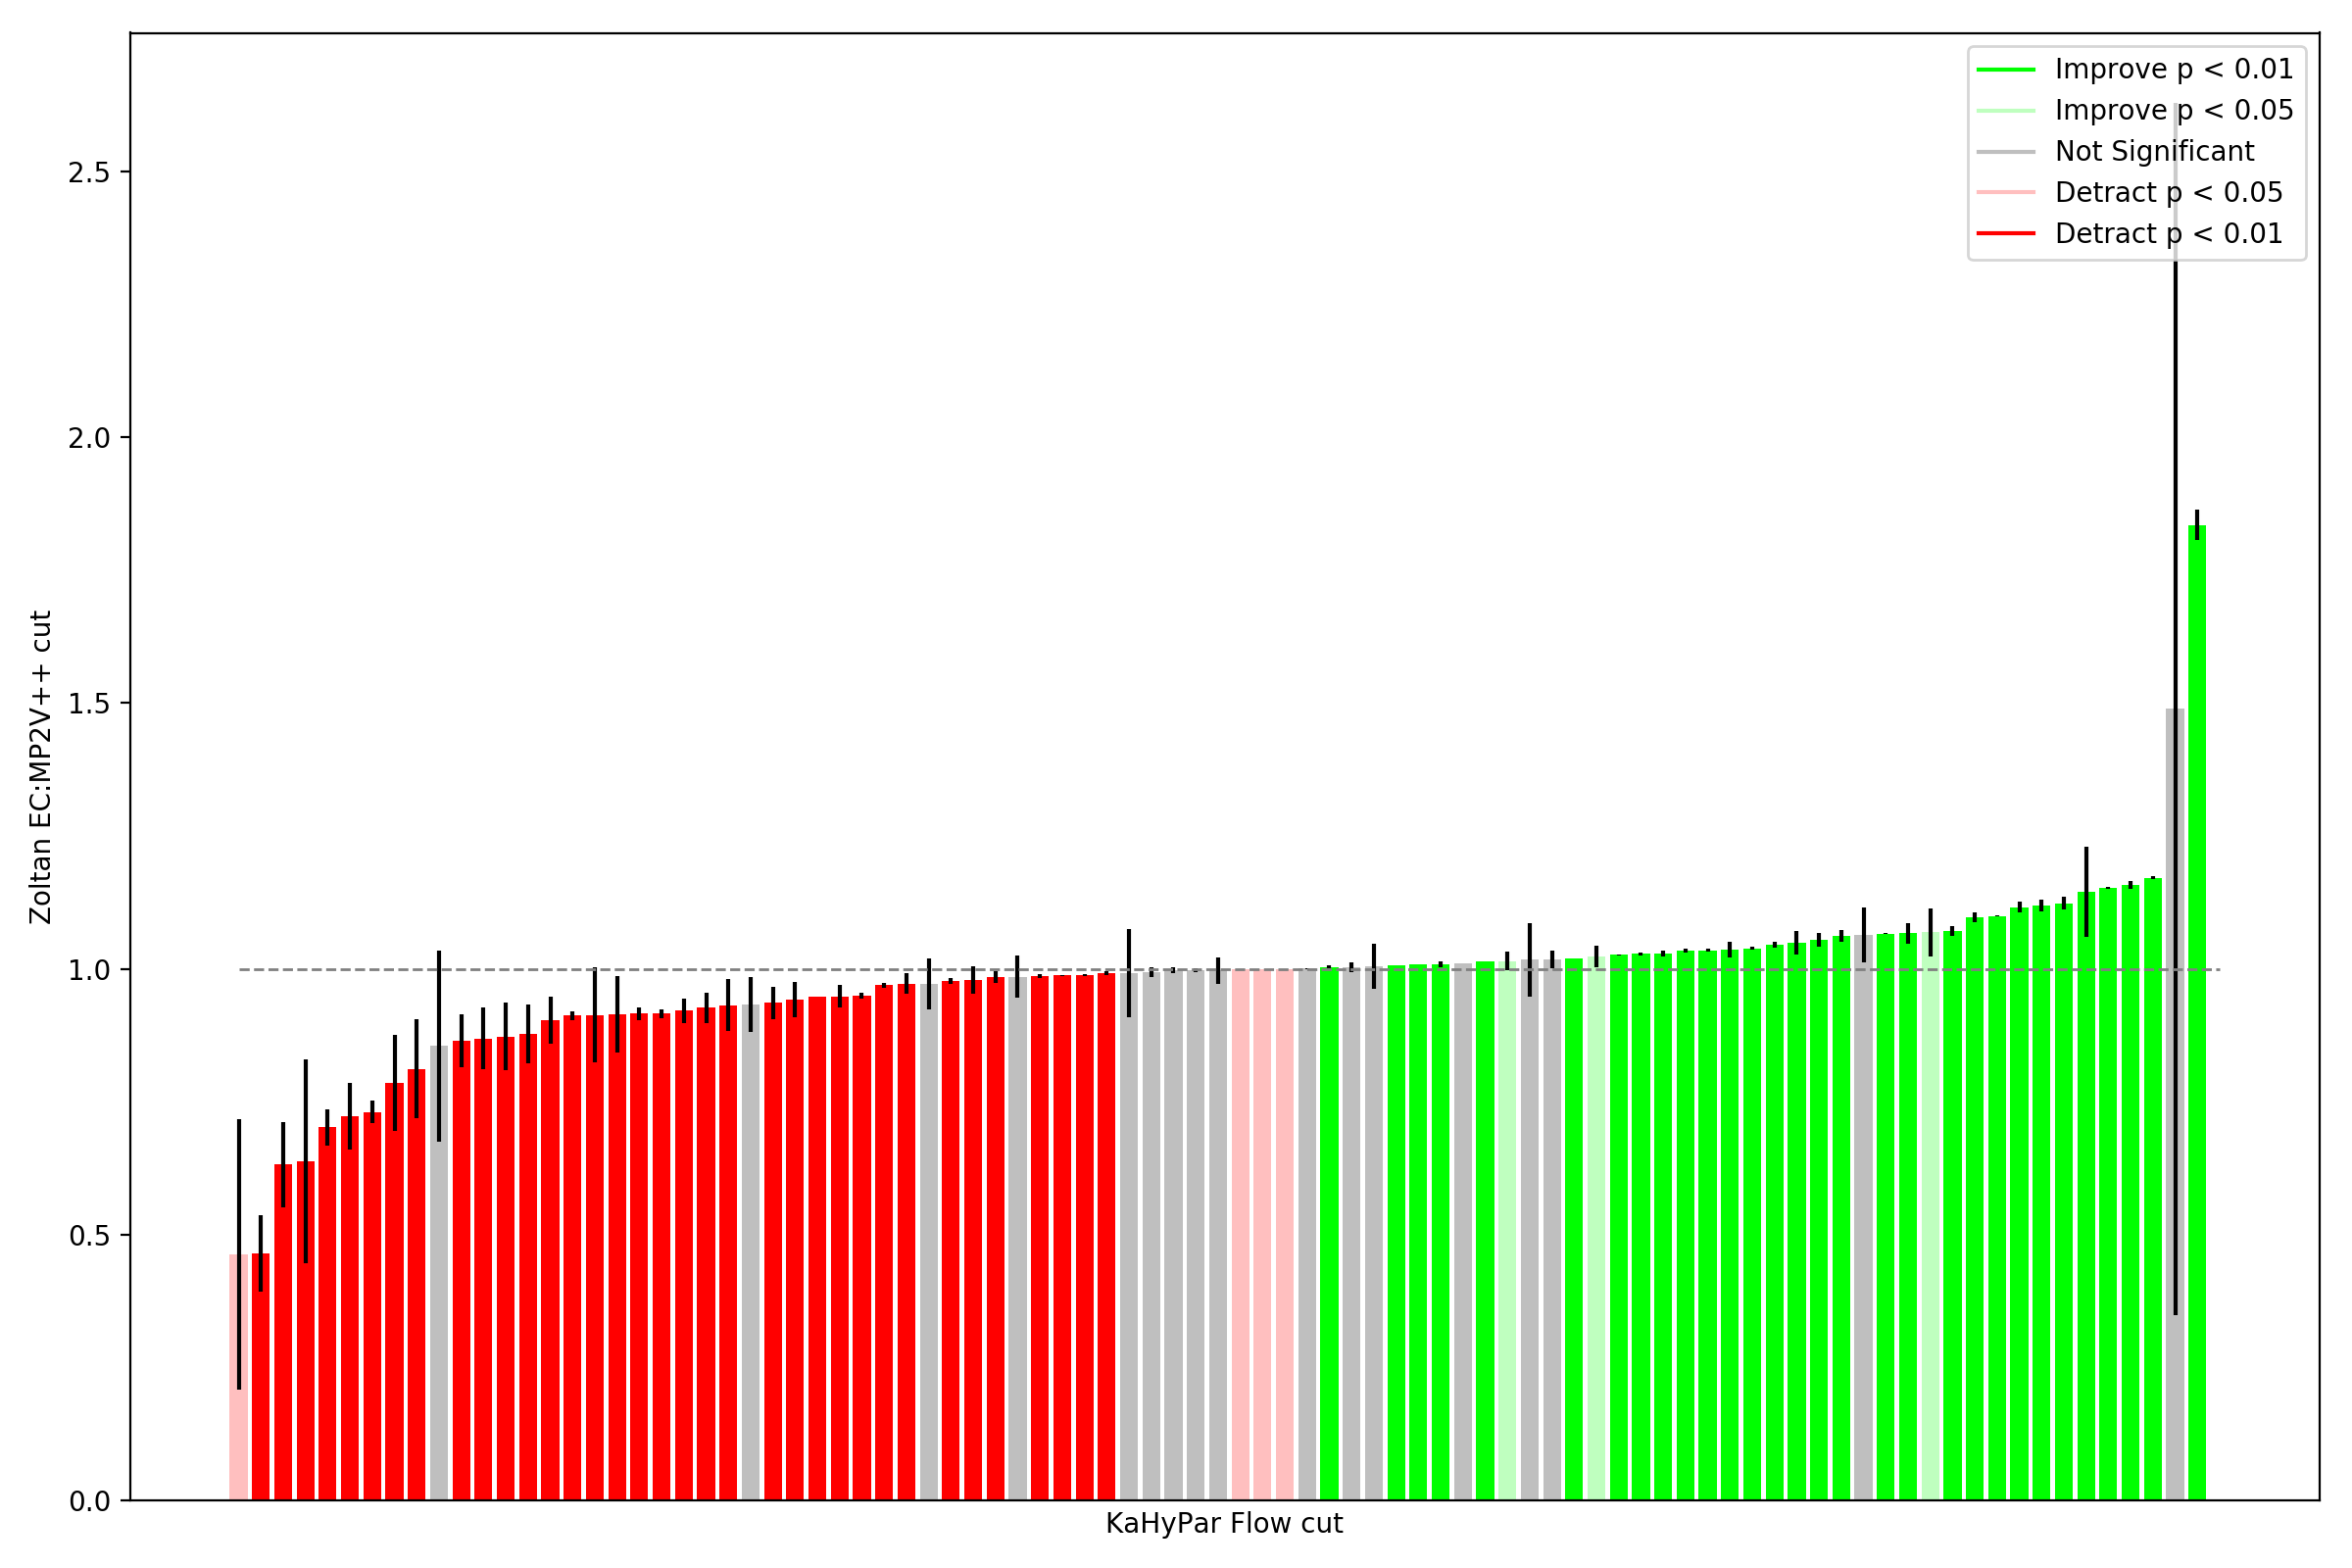 Improve p < 0.01
Improve p < 0.05
Not Significant
Detract p < 0.05
Detract p < 0.01
2.5
2.0
1.5
1.0
0.5
0.0
Zoltan EC:MP2V++ cut
KaHyPar Flow cut